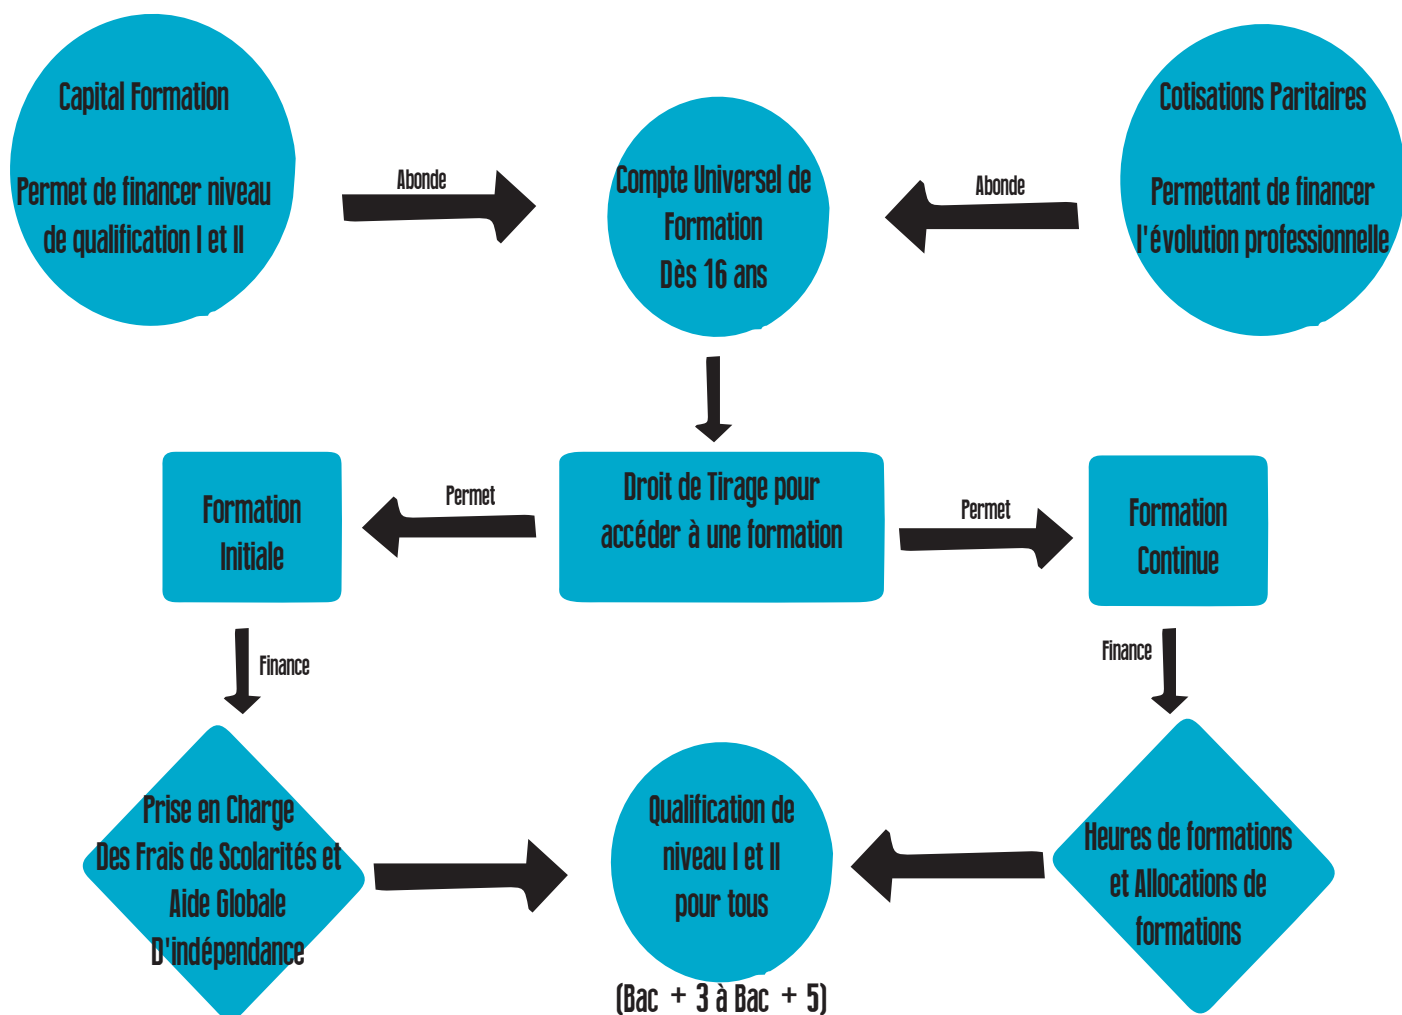 Capital Formation
Permet de financer niveau
de qualification I et II
Abonde
Compte Universel de
Formation
Dès 16 ans
Abonde
Cotisations Paritaires
Permettant de financer
l'évolution professionnelle
Formation
Initiale
Permet
Droit de Tirage pour
accéder à une formation
Permet
Formation
Continue
Finance
Finance
Prise en Charge
Des Frais de Scolarités et
Aide Globale
D'indépendance
Qualification de
niveau I et II
pour tous
(Bac + 3 à Bac + 5)
Heures de formations
et Allocations de
formations